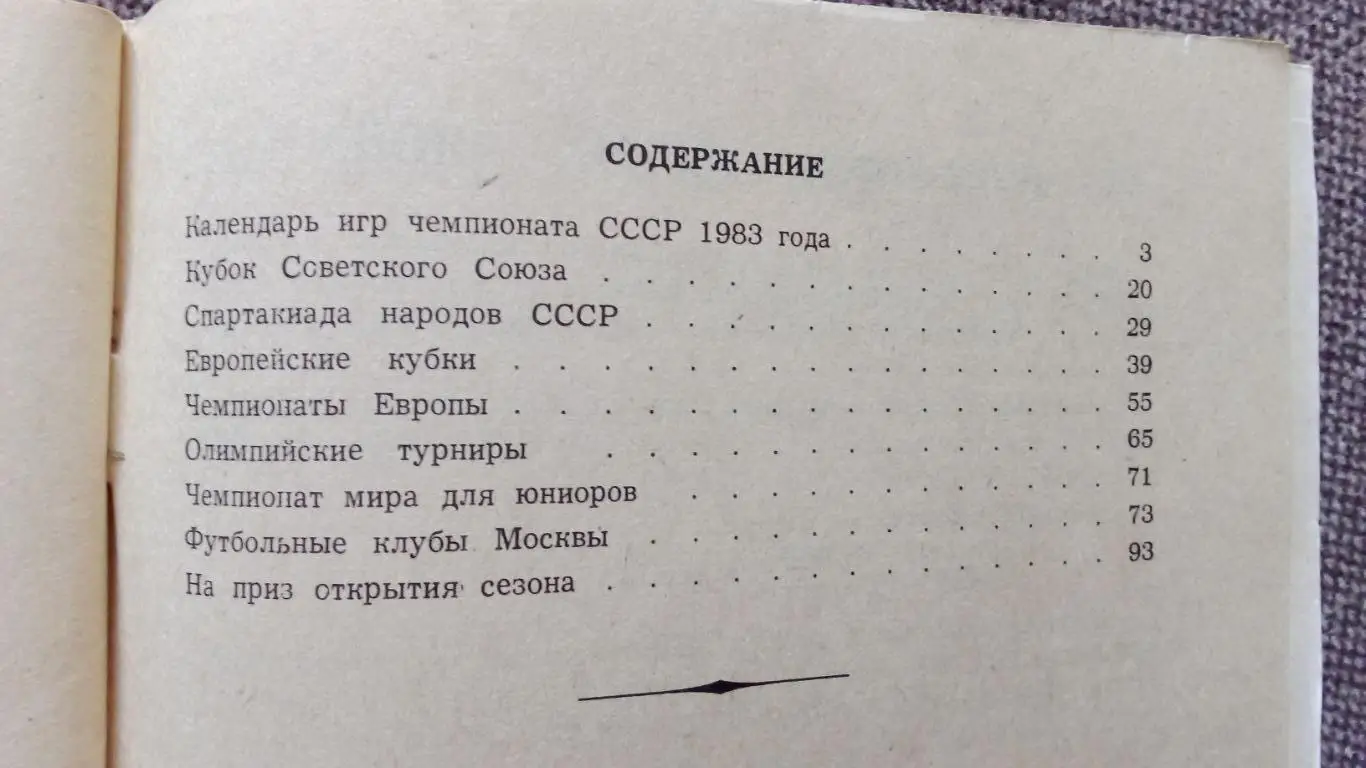 СОДЕРЖАНИЕ
Календарь игр чемпионата СССР 1983 года . . . . . . . 3
Кубок Советского Союза . . . . . . . . . . . . . 20
Спартакиада народов СССР . . . . . . . . . . . . 29
Европейские кубки . . . . . . . . . . . . . . . 39
Чемпионаты Европы . . . . . . . . . . . . . . . 55
Олимпийские турниры . . . . . . . . . . . . . 65
Чемпионат мира для юниоров . . . . . . . . . . . 71
Футбольные клубы Москвы . . . . . . . . . . . . 73
На приз открытия сезона . . . . . . . . . . . . . 93